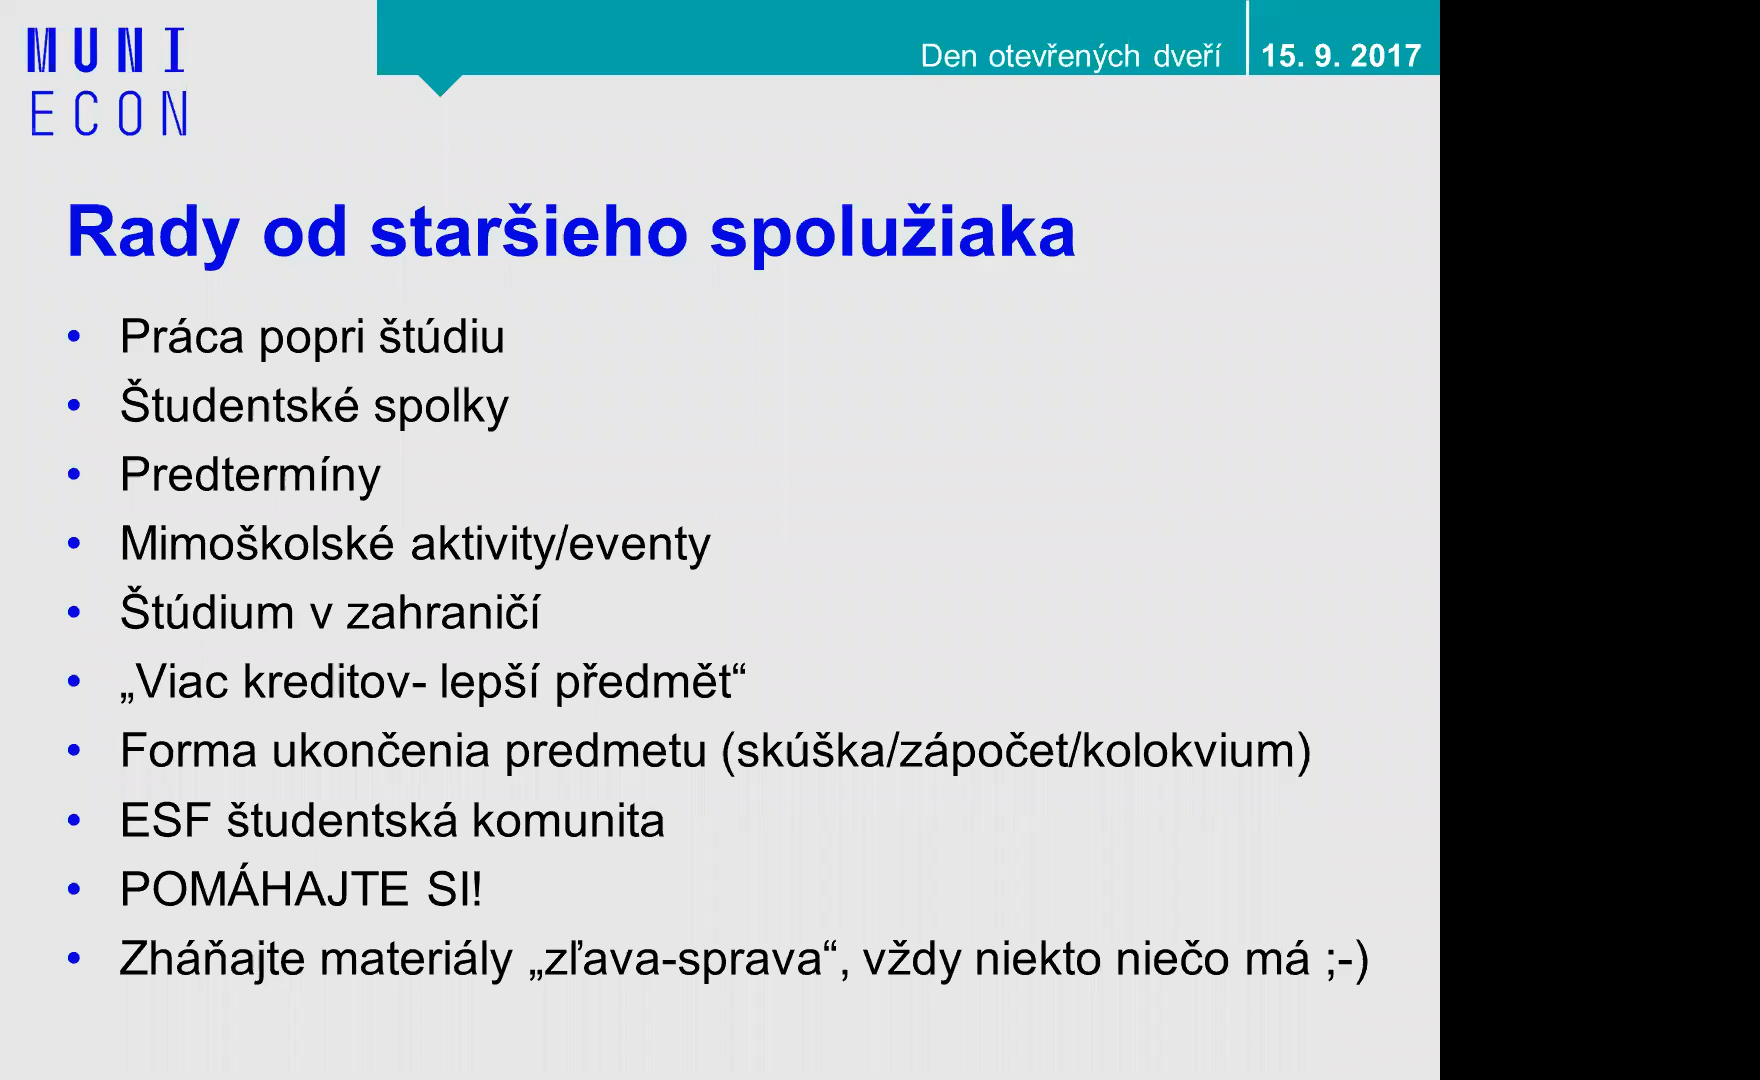 MUNI
ECON
Den otevřených dveří
15. 9. 2017
Rady od staršieho spolužiaka
• Práca popri štúdiu
• Študentské spolky
• Predtermíny
• Mimoškolské aktivity/eventy
• Štúdium v zahraničí
• „Viac kreditov- lepší předmět“
• Forma ukončenia predmetu (skúška/zápočet/kolokvium)
• ESF študentská komunita
• POMÁHAJTE SI!
• Zháňajte materiály „zľava-sprava“, vždy niekto niečo má ;-)